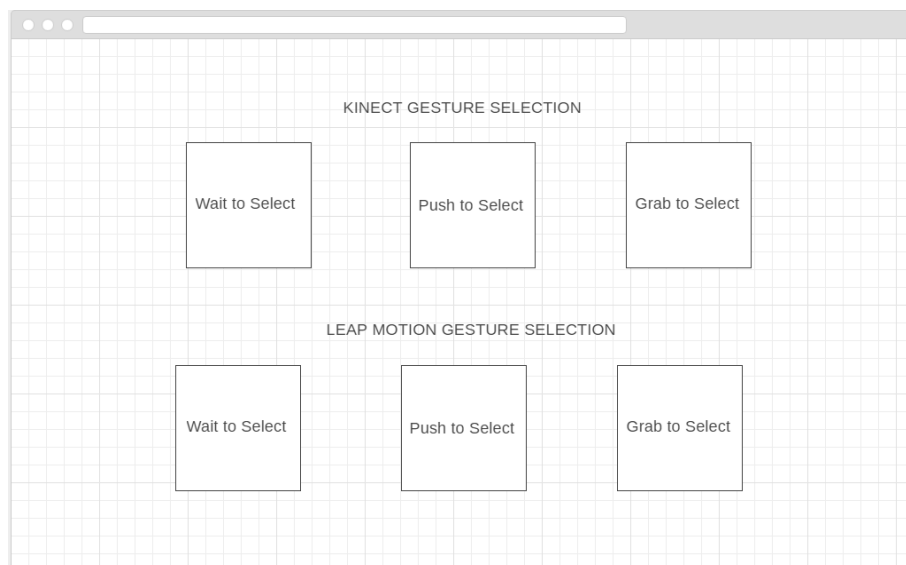 KINECT GESTURE SELECTION
Wait to Select
Push to Select
Grab to Select
LEAP MOTION GESTURE SELECTION
Wait to Select
Push to Select
Grab to Select